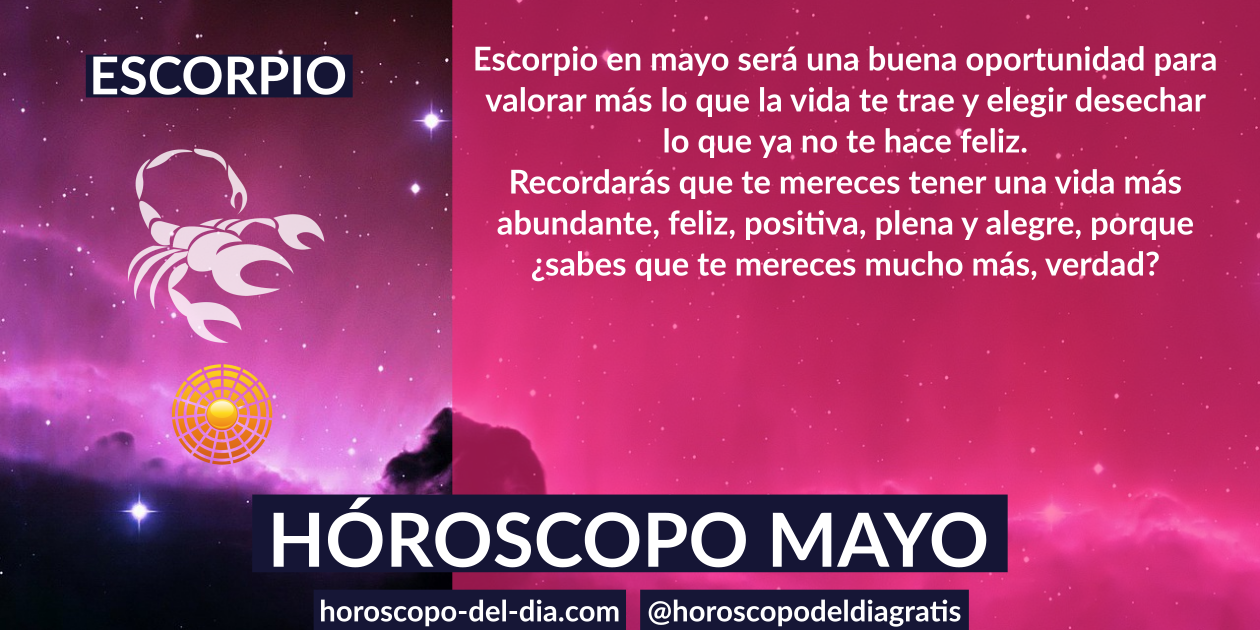 ESCORPIO
Escorpio en mayo será una buena oportunidad para
valorar más lo que la vida te trae y elegir desechar
lo que ya no te hace feliz.
Recordarás que te mereces tener una vida más
abundante, feliz, positiva, plena y alegre, porque
¿sabes que te mereces mucho más, verdad?
HÓROSCOPO MAYO
horoscopo-del-dia.com
@horoscopodeldiagratis